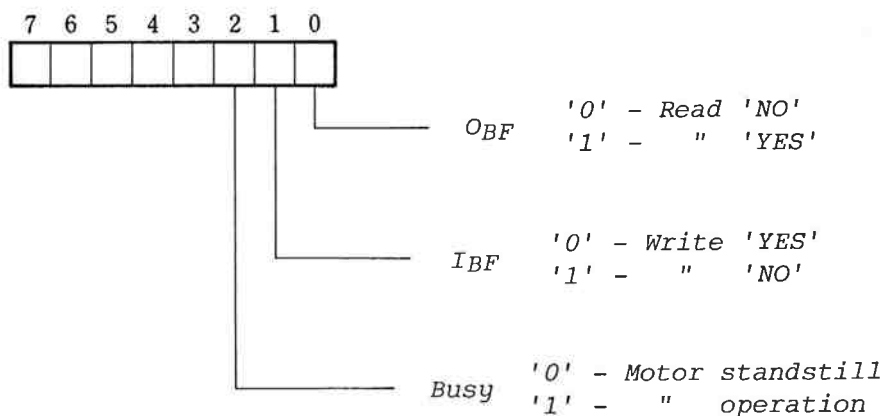 7 6 5 4 3 2 1 0
OBF '0' - Read 'NO'
'1' - " 'YES'
IBF '0' - Write 'YES'
'1' - " 'NO'
Busy '0' - Motor standstill
'1' - " operation